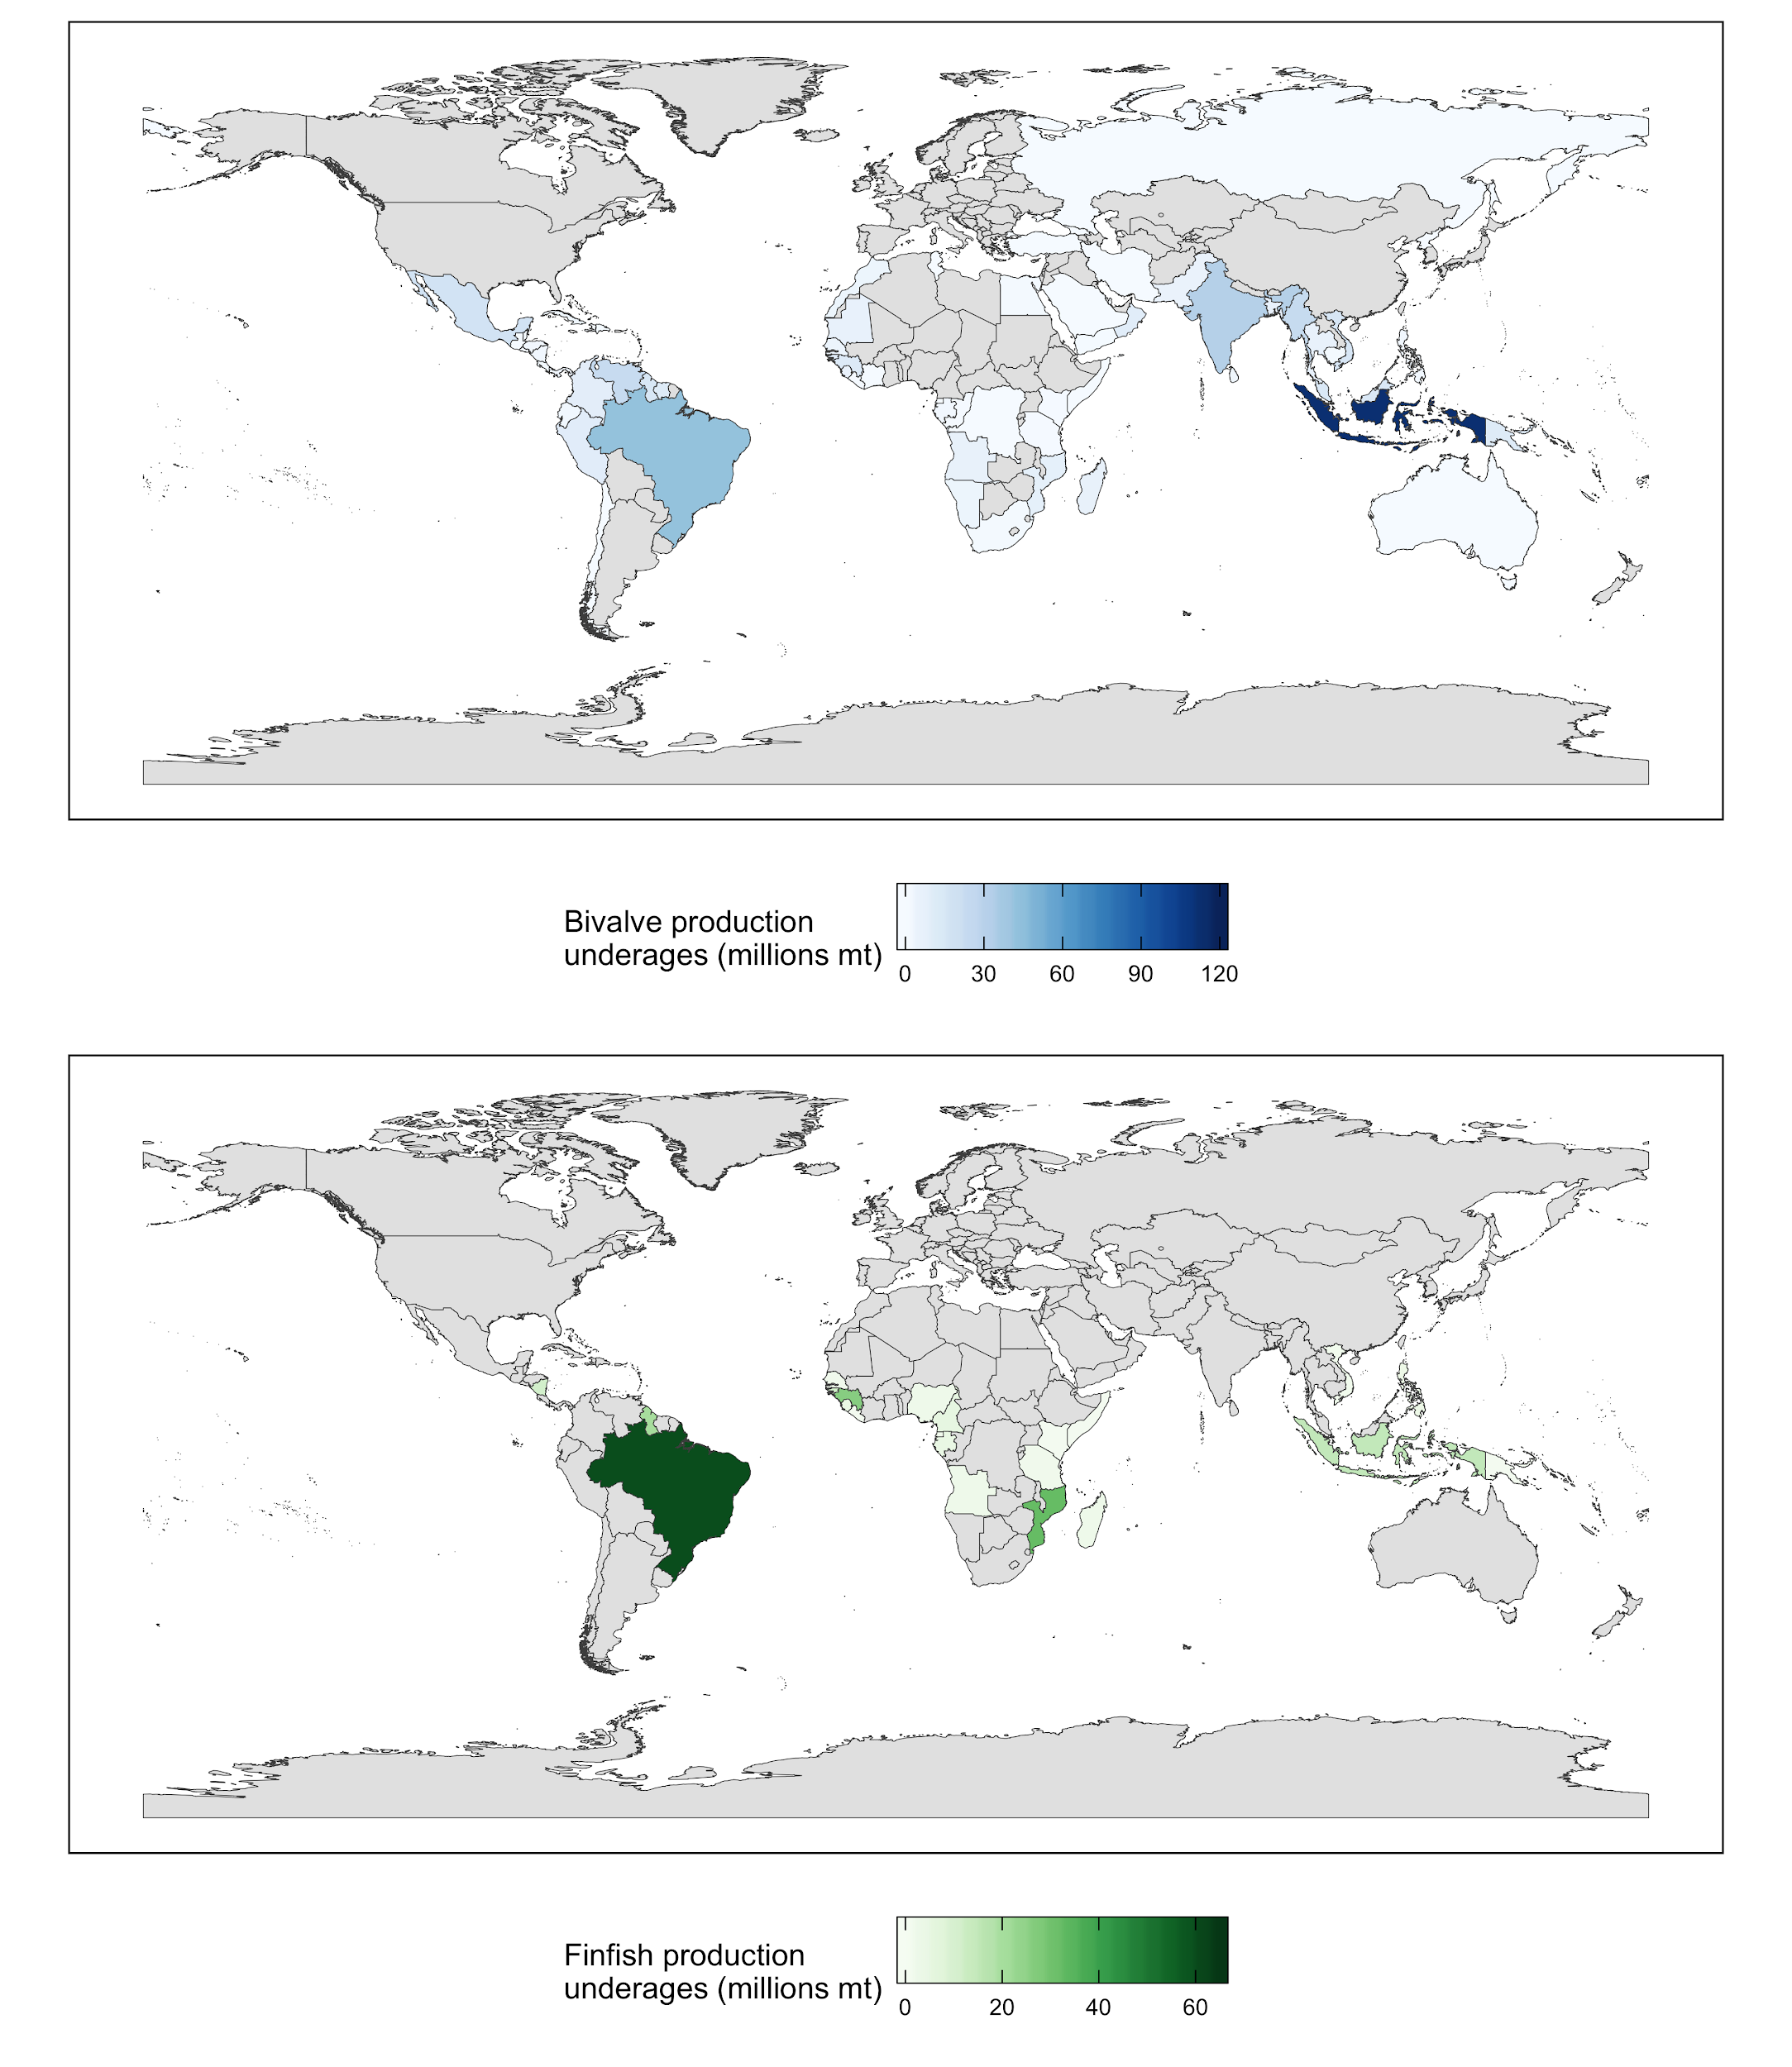 Bivalve production
underages (millions mt)
0 30 60 90 120
Finfish production
underages (millions mt)
0 20 40 60